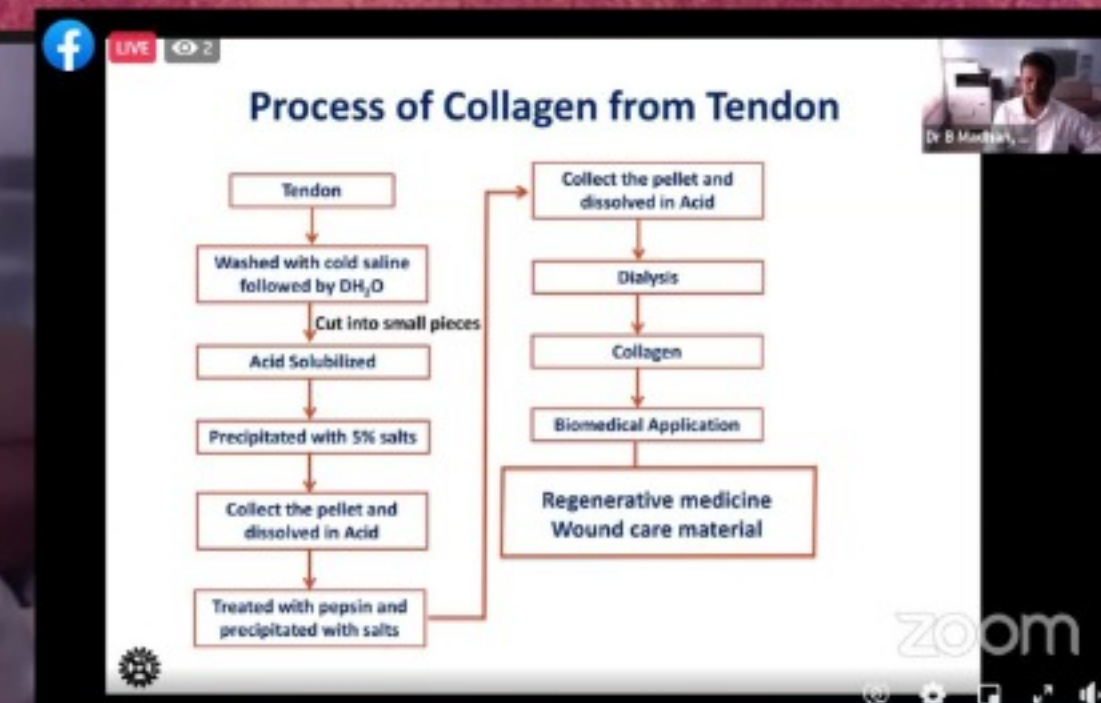 LIVE
2
Process of Collagen from Tendon
Dr B Madhan, ...
Tendon
Washed with cold saline
followed by DH₂O
Cut into small pieces
Acid Solubilized
Precipitated with 5% salts
Collect the pellet and
dissolved in Acid
Treated with pepsin and
precipitated with salts
Collect the pellet and
dissolved in Acid
Dialysis
Collagen
Biomedical Application
Regenerative medicine
Wound care material
zoom